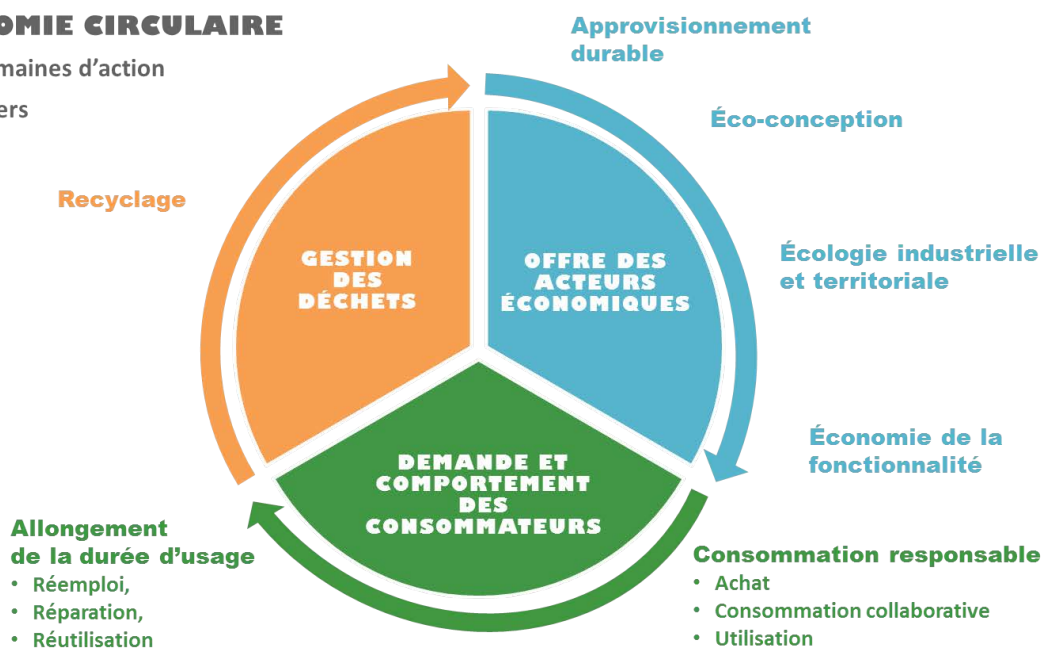 OMIE CIRCULAIRE
maines d'action
ers
Approvisionnement
durable
Éco-conception
Écologie industrielle
et territoriale
Économie de la
fonctionnalité
Recyclage
GESTION
DES
DÉCHETS
OFFRE DES
ACTEURS
ÉCONOMIQUES
DEMANDE ET
COMPORTEMENT
DES
CONSOMMATEURS
Consommation responsable
• Achat
• Consommation collaborative
• Utilisation
Allongement
de la durée d'usage
• Réemploi,
• Réparation,
• Réutilisation